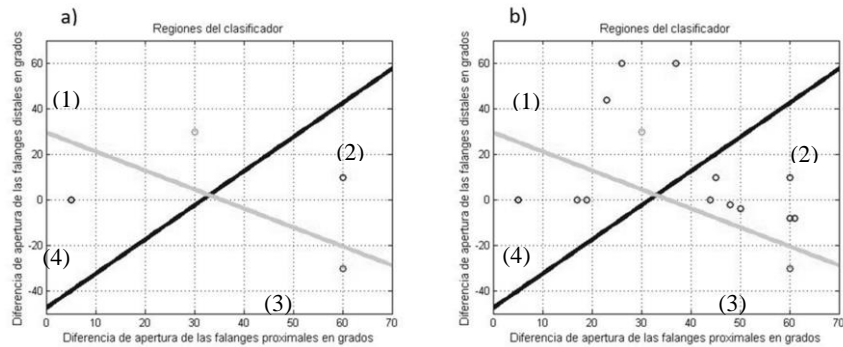 a)
Regiones del clasificador
Diferencia de apertura de las falanges distales en grados
60
40
20
0
-20
-40
(1)
(2)
(3)
(4)
0 10 20 30 40 50 60 70
Diferencia de apertura de las falanges proximales en grados
b)
Regiones del clasificador
Diferencia de apertura de las falanges distales en grados
60
40
20
0
-20
-40
(1)
(2)
(3)
(4)
0 10 20 30 40 50 60 70
Diferencia de apertura de las falanges proximales en grados